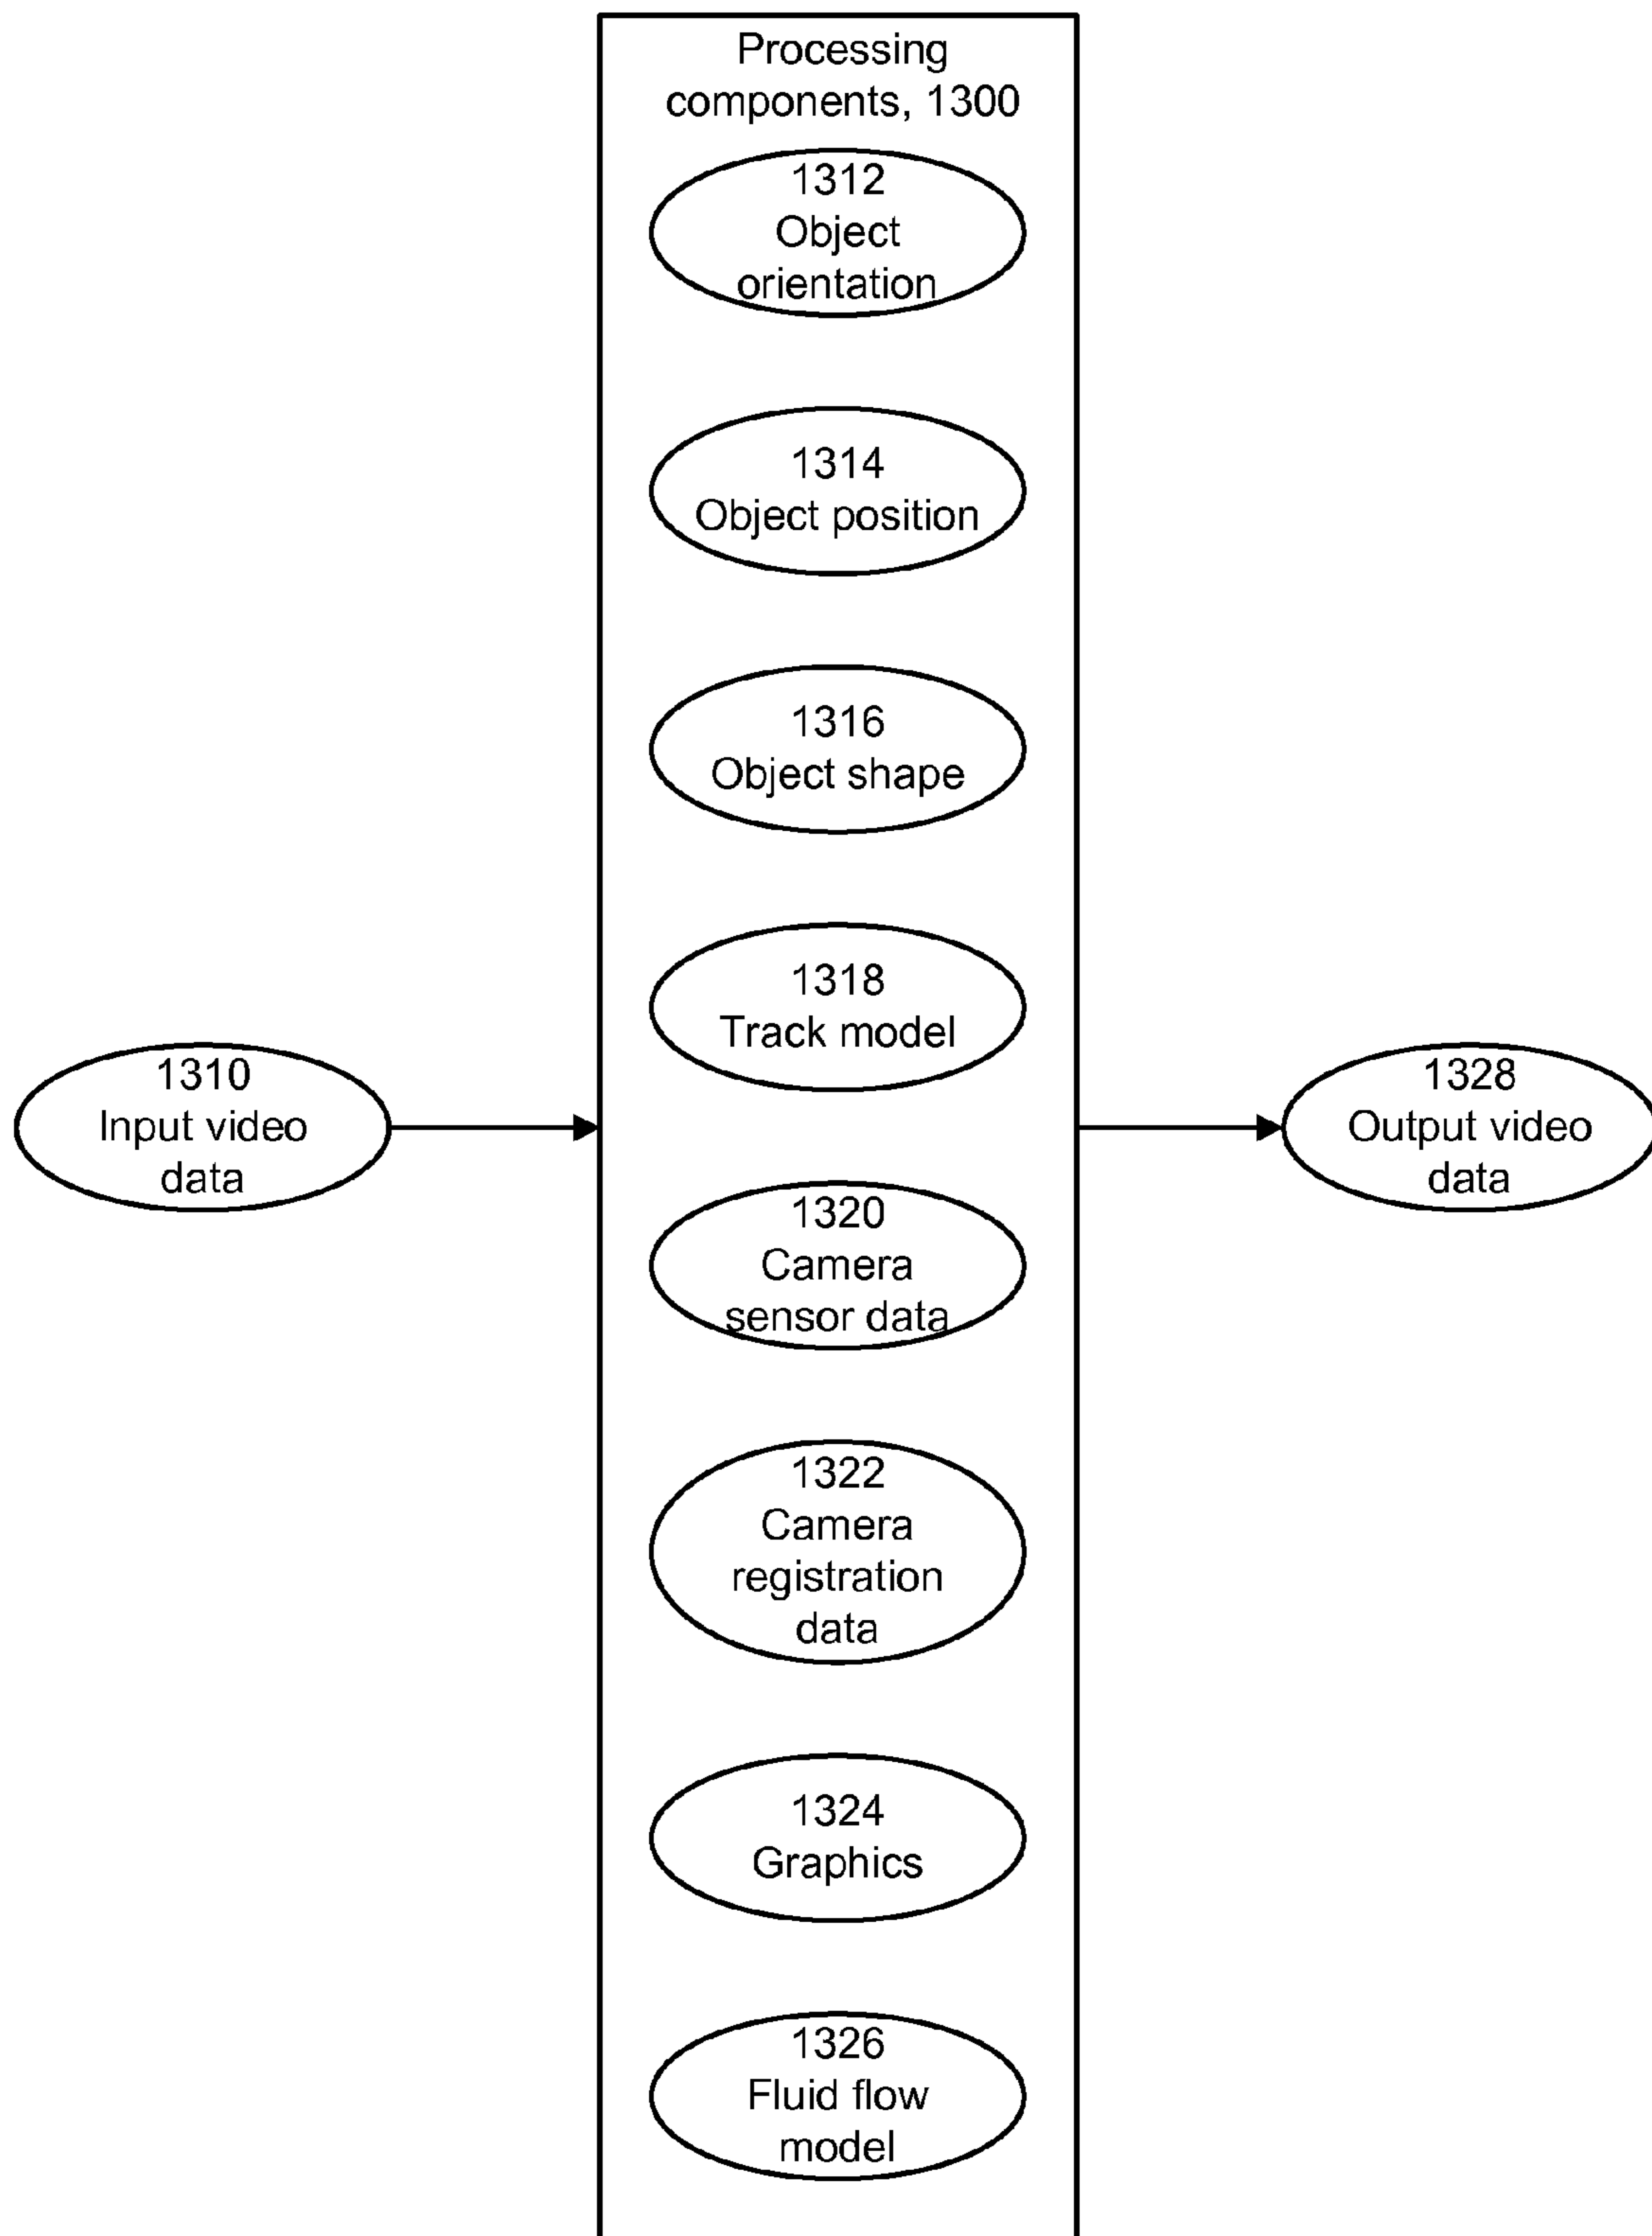 Processing
components, 1300
1312
Object
orientation
1314
Object position
1316
Object shape
1318
Track model
1310
Input video
data
1328
Output video
data
1320
Camera
sensor data
1322
Camera
registration
data
1324
Graphics
1326
Fluid flow
model